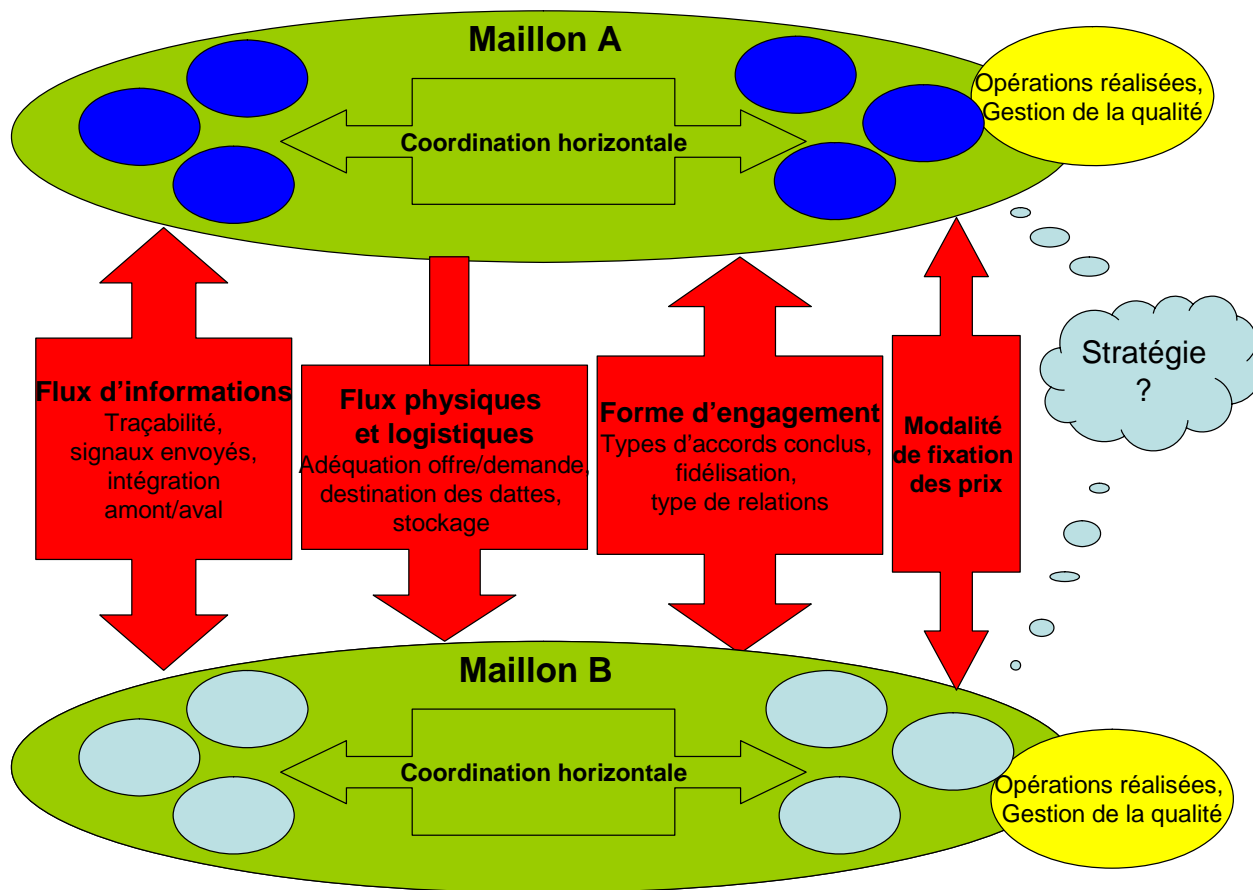 Maillon A
Opérations réalisées,
Gestion de la qualité
Coordination horizontale
Flux d’informations
Traçabilité,
signaux envoyés,
intégration
amont/aval
Flux physiques
et logistiques
Adéquation offre/demande,
destination des dattes,
stockage
Forme d’engagement
Types d’accords conclus,
fidélisation,
type de relations
Modalité
de fixation
des prix
Stratégie
?
Maillon B
Coordination horizontale
Opérations réalisées,
Gestion de la qualité